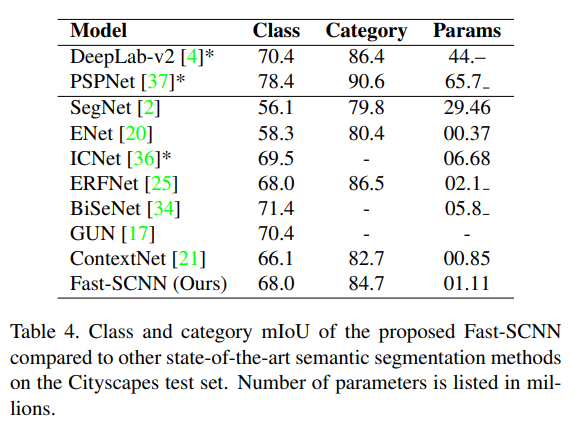 Model Class Category Params
DeepLab-v2 [4]* 70.4 86.4 44.–
PSPNet [37]* 78.4 90.6 65.7_
SegNet [2] 56.1 79.8 29.46
ENet [20] 58.3 80.4 00.37
ICNet [36]* 69.5 - 06.68
ERFNet [25] 68.0 86.5 02.1_
BiSeNet [34] 71.4 - 05.8_
GUN [17] 70.4 - -
ContextNet [21] 66.1 82.7 00.85
Fast-SCNN (Ours) 68.0 84.7 01.11
Table 4. Class and category mIoU of the proposed Fast-SCNN
compared to other state-of-the-art semantic segmentation methods
on the Cityscapes test set. Number of parameters is listed in mil-
lions.